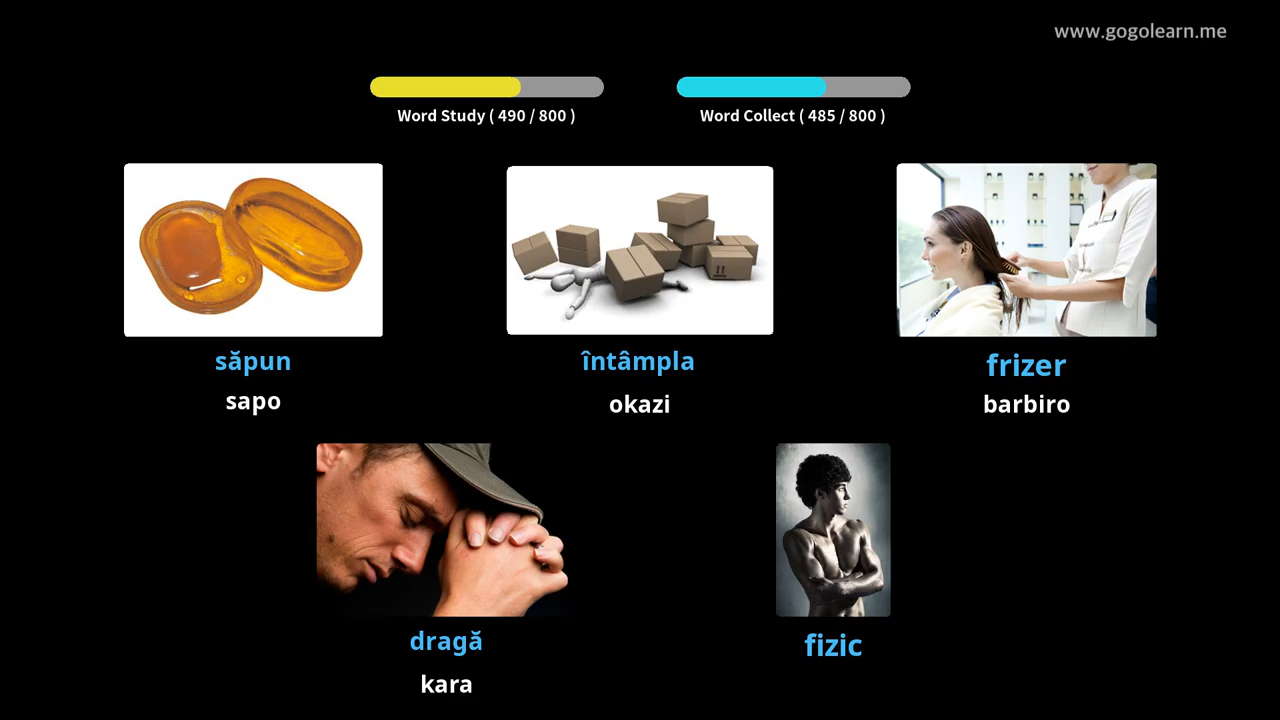 www.gogolearn.me
Word Study ( 490 / 800 )
Word Collect ( 485 / 800 )
săpun
sapo
întâmpla
okazi
frizer
barbiro
dragă
kara
fizic